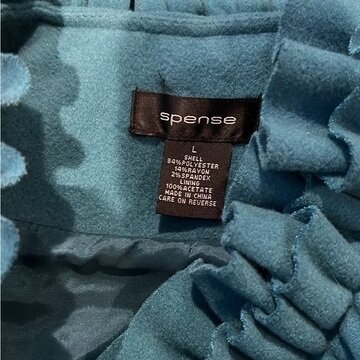 spense
L
SHELL
84%POLYESTER
14%RAYON
2%SPANDEX
LINING
100%ACETATE
MADE IN CHINA
CARE ON REVERSE